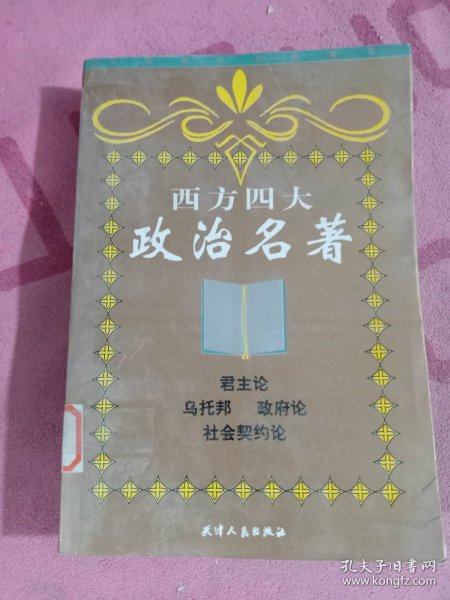 西方四大
政治名著
君主论
乌托邦 政府论
社会契约论
天津人民出版社
孔夫子旧书网
www.kongfz.com